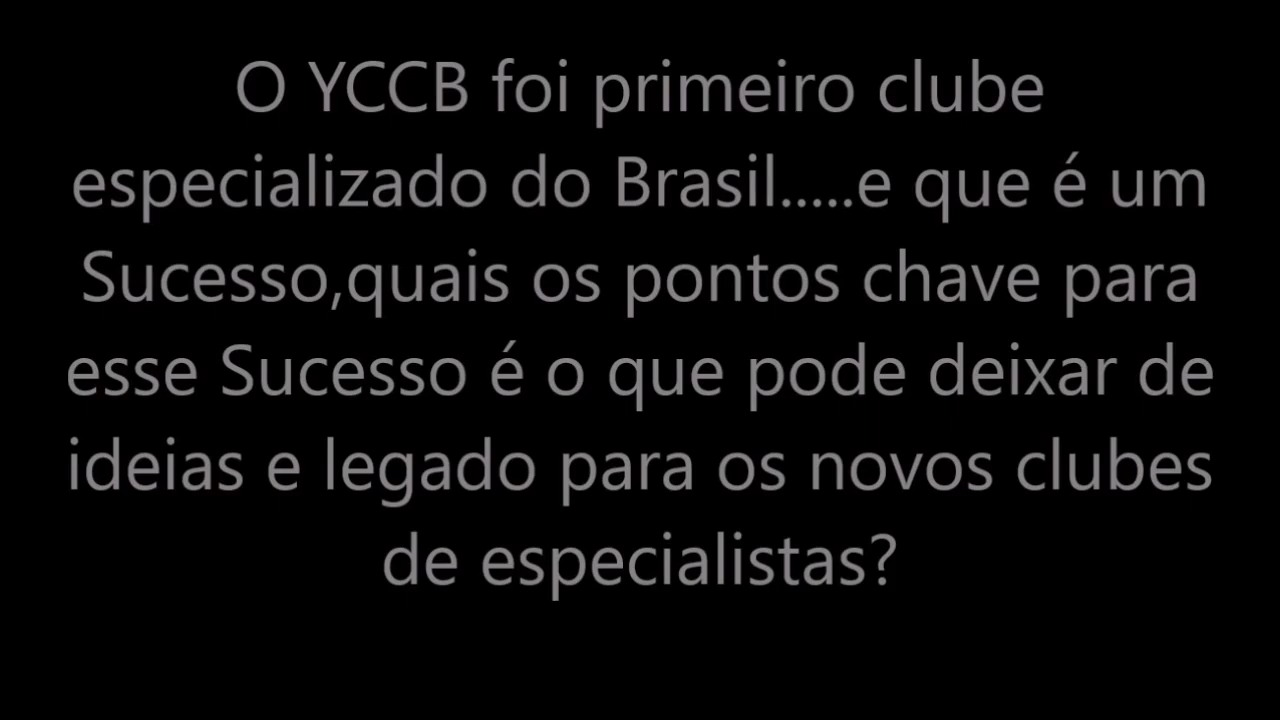 O YCCB foi primeiro clube
especializado do Brasil.....e que é um
Sucesso,quais os pontos chave para
esse Sucesso é o que pode deixar de
ideias e legado para os novos clubes
de especialistas?